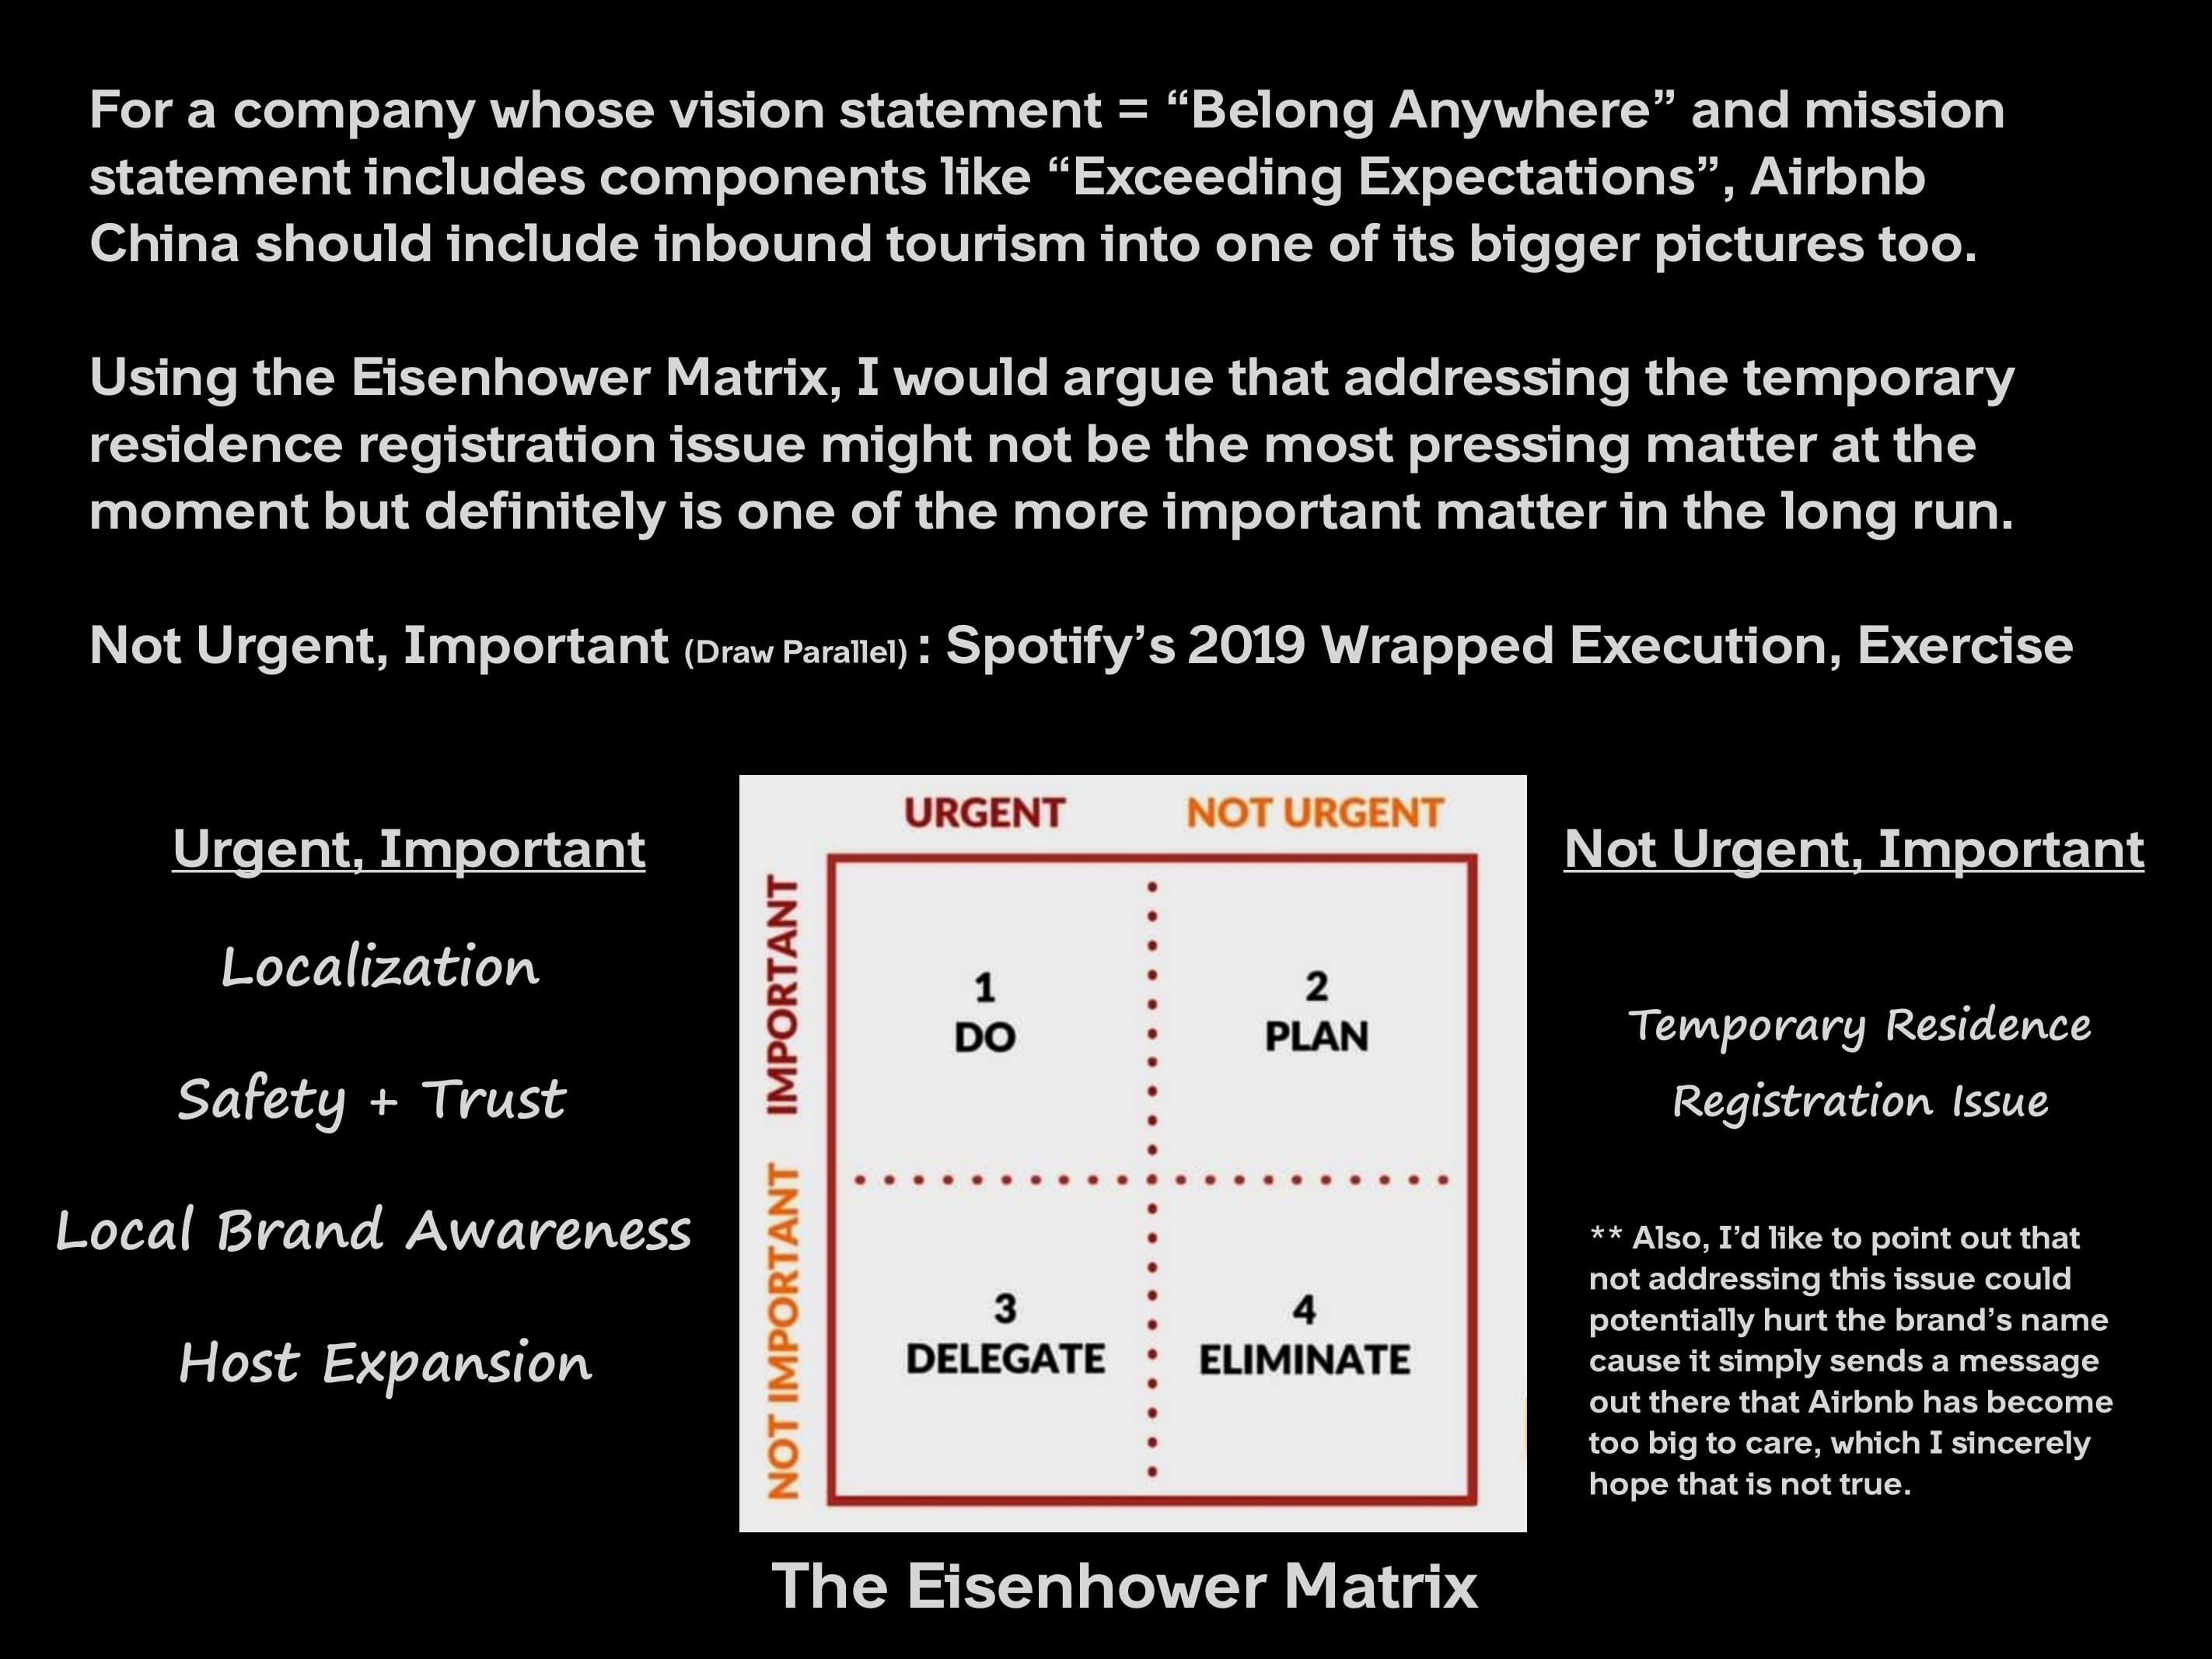 For a company whose vision statement = “Belong Anywhere” and mission
statement includes components like “Exceeding Expectations”, Airbnb
China should include inbound tourism into one of its bigger pictures too.
Using the Eisenhower Matrix, I would argue that addressing the temporary
residence registration issue might not be the most pressing matter at the
moment but definitely is one of the more important matter in the long run.
Not Urgent, Important (Draw Parallel) : Spotify’s 2019 Wrapped Execution, Exercise
Urgent, Important
Localization
Safety + Trust
Local Brand Awareness
Host Expansion
URGENT
NOT URGENT
IMPORTANT
NOT IMPORTANT
1
DO
2
PLAN
3
DELEGATE
4
ELIMINATE
The Eisenhower Matrix
Not Urgent, Important
Temporary Residence
Registration Issue
** Also, I’d like to point out that
not addressing this issue could
potentially hurt the brand’s name
cause it simply sends a message
out there that Airbnb has become
too big to care, which I sincerely
hope that is not true.